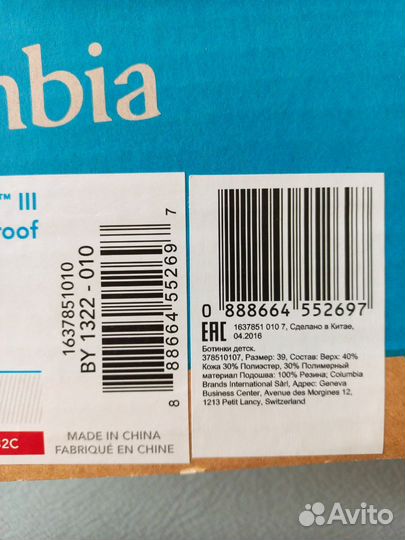 mbia
™ III
roof
1637851010
BY 1322 - 010
8 88664 55269 7
32C
MADE IN CHINA
FABRIQUÉ EN CHINE
0 888664 552697
EAC 1637851 010 7, Сделано в Китае,
04.2016
Ботинки детск.
378510107, Размер: 39, Состав: Верх: 40%
Кожа 30% Полиэстер, 30% Полимерный
материал Подошва: 100% Резина; Columbia
Brands International Sàrl, Адрес: Geneva
Business Center, Avenue des Morgines 12,
1213 Petit Lancy, Switzerland
Avito